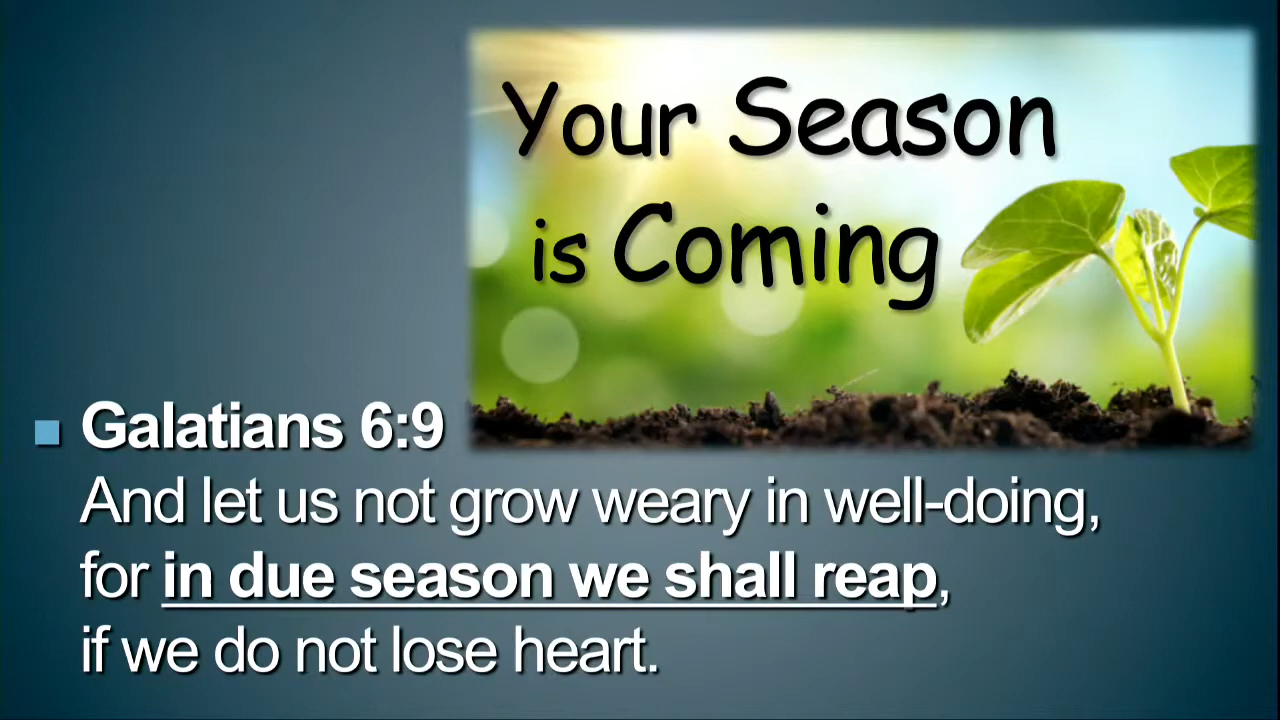 Your Season
is Coming
Galatians 6:9
And let us not grow weary in well-doing,
for in due season we shall reap,
if we do not lose heart.